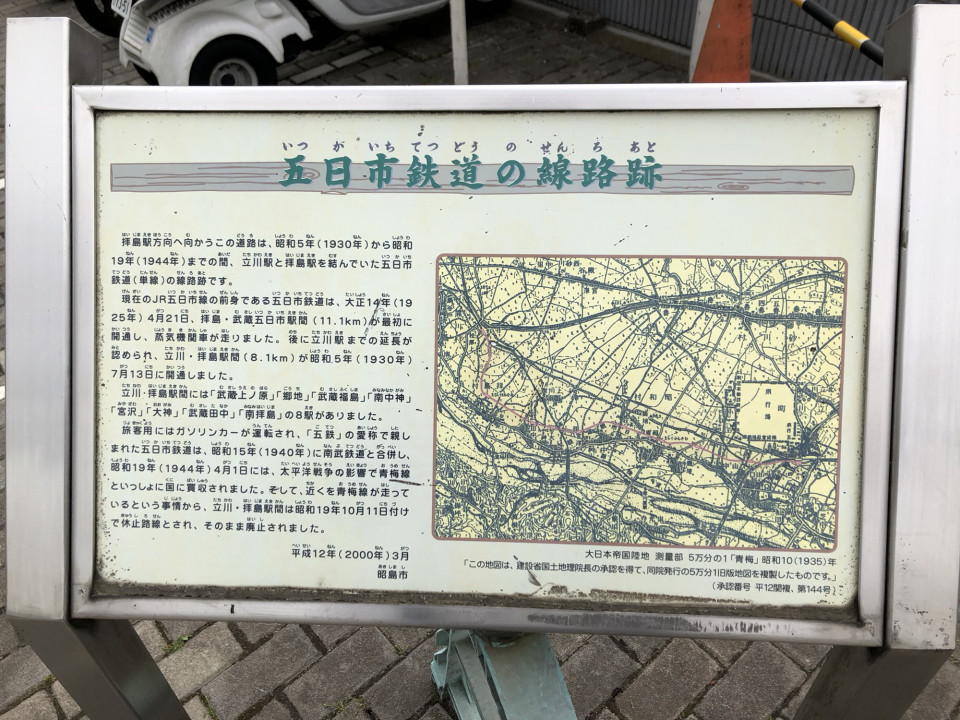 五日市鉄道の線路跡
いつ か いち てつ どう の せん ろ あと
拝島駅方向へ向かうこの道路は、昭和5年(1930年)から昭和
19年(1944年)までの間、立川駅と拝島駅を結んでいた五日市
鉄道(単線)の線路跡です。
現在のJR五日市線の前身である五日市鉄道は、大正14年(19
25年)4月21日、拝島・武蔵五日市駅間(11.1km)が最初に
開通し、蒸気機関車が走りました。後に立川駅までの延長が
認められ、立川・拝島駅間(8.1km)が昭和5年(1930年)
7月13日に開通しました。
立川・拝島駅間には「武蔵上ノ原」「郷地」「武蔵福島」「南中神」
「宮沢」「大神」「武蔵田中」「南拝島」の8駅がありました。
旅客用にはガソリンカーが運転され、「五鉄」の愛称で親し
まれた五日市鉄道は、昭和15年(1940年)に南武鉄道と合併し、
昭和19年(1944年)4月1日には、太平洋戦争の影響で青梅線
といっしょに国に買収されました。そして、近くを青梅線が走って
いるという事情から、立川・拝島駅間は昭和19年10月11日付け
で休止路線とされ、そのまま廃止されました。
平成12年(2000年)3月
昭島市
大日本帝国陸地 測量部 5万分の1「青梅」昭和10(1935)年
「この地図は、建設省国土地理院長の承認を得て、同院発行の5万分1旧版地図を複製したものです。」
(承認番号 平12関複、第144号)